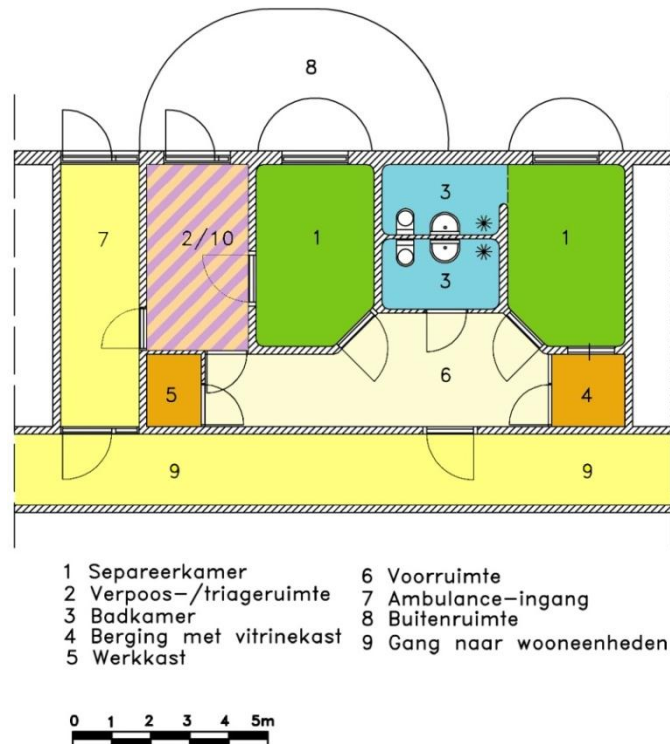 8
3
7
2/10
1
1
3
5
6
4
9
9
1 Separeerkamer
2 Verpoos-/triageruimte
3 Badkamer
4 Berging met vitrinekast
5 Werkkast
6 Voorruimte
7 Ambulance-ingang
8 Buitenruimte
9 Gang naar wooneenheden
0 1 2 3 4 5m